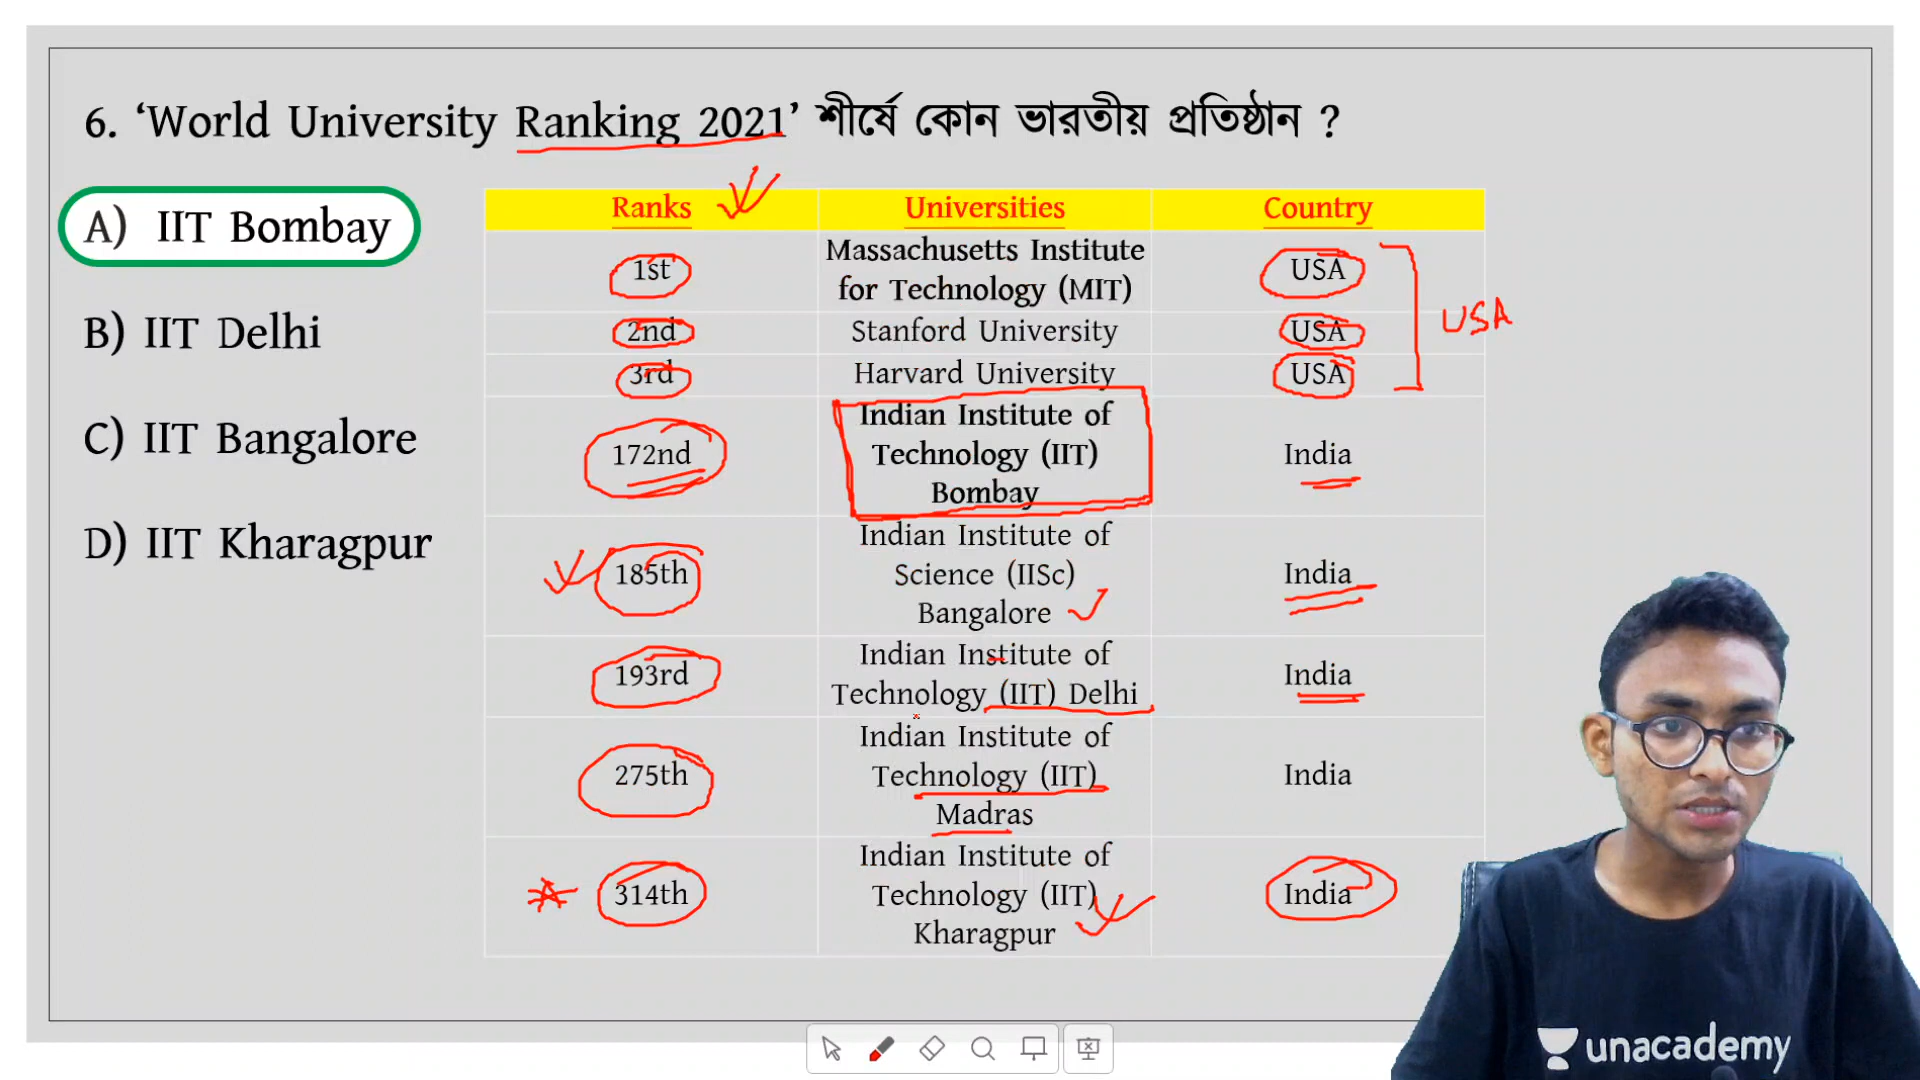 6. ‘World University Ranking 2021’ শীর্ষে কোন ভারতীয় প্রতিষ্ঠান ?
A) IIT Bombay
B) IIT Delhi
C) IIT Bangalore
D) IIT Kharagpur
Ranks Universities Country
1st Massachusetts Institute for Technology (MIT) USA
2nd Stanford University USA
3rd Harvard University USA
USA
172nd Indian Institute of Technology (IIT) Bombay India
185th Indian Institute of Science (IISc) Bangalore India
193rd Indian Institute of Technology (IIT) Delhi India
275th Indian Institute of Technology (IIT) Madras India
314th Indian Institute of Technology (IIT) Kharagpur India
unacademy